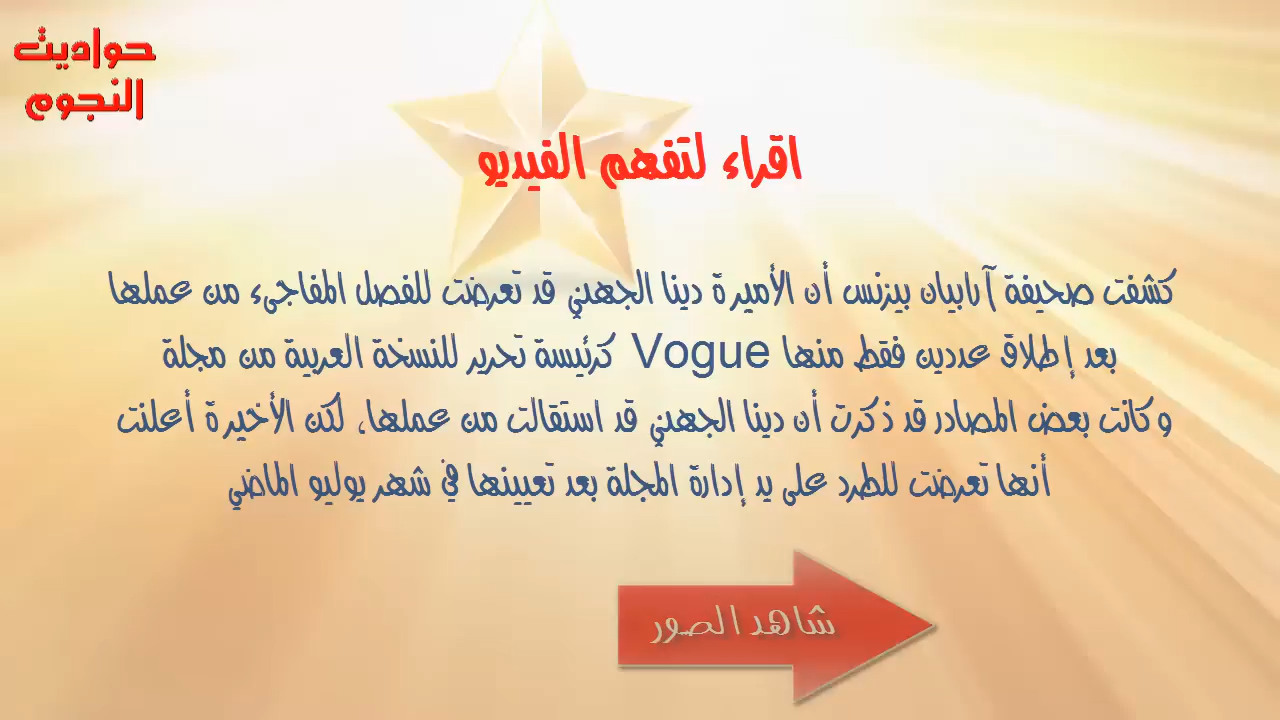 حواديت
النجوم
اقراء لتفهم الفيديو
كشفت صحيفة آرابيان بيزنس أن الأميرة دينا الجهني قد تعرضت للفصل المفاجىء من عملها
بعد إطلاق عددين فقط منها Vogue كرئيسة تحرير للنسخة العربية من مجلة
وكانت بعض المصادر قد ذكرت أن دينا الجهني قد استقالت من عملها، لكن الأخيرة أعلنت
أنها تعرضت للطرد على يد إدارة المجلة بعد تعيينها في شهر يوليو الماضي
شاهد الصور